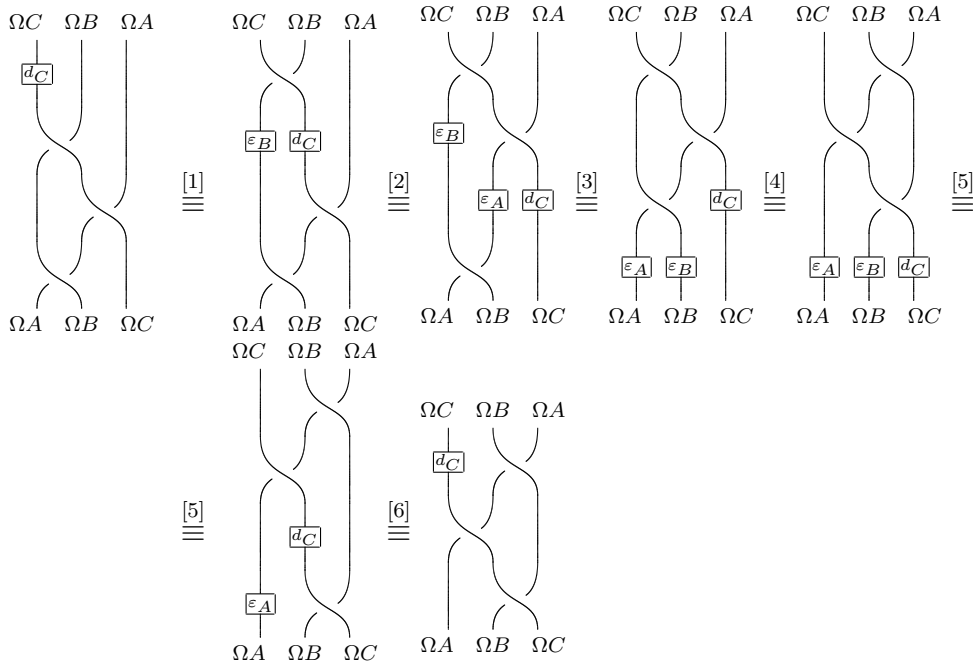 ΩC ΩB ΩA ΩC ΩB ΩA ΩC ΩB ΩA ΩC ΩB ΩA ΩC ΩB ΩA
d_C
ε_B d_C ε_B
[1] [2] ε_A d_C [3] d_C [4] [5]
≡ ≡ ≡ ≡ ≡
ε_A ε_B ε_A ε_B d_C
ΩA ΩB ΩC ΩA ΩB ΩC ΩA ΩB ΩC ΩA ΩB ΩC ΩA ΩB ΩC
ΩC ΩB ΩA
ΩC ΩB ΩA
d_C
[5] [6]
≡ d_C ≡
ε_A
ΩA ΩB ΩC ΩA ΩB ΩC